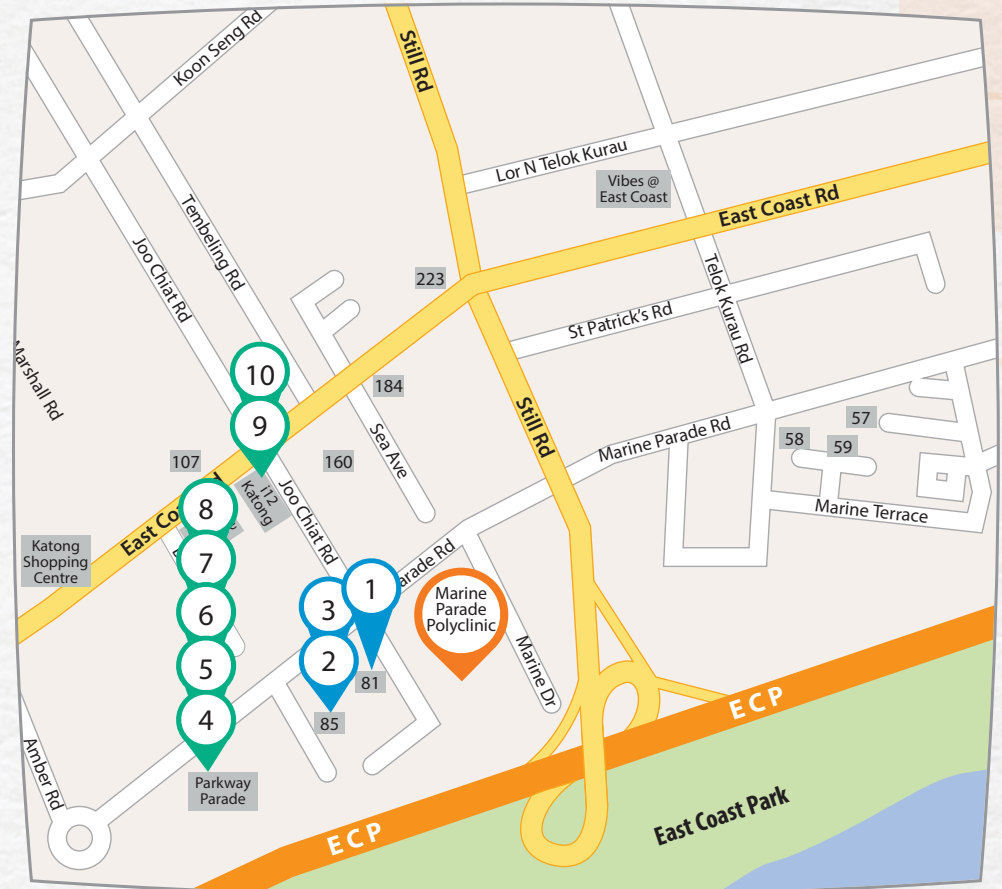 Koon Seng Rd
Still Rd
Lor N Telok Kurau
Vibes @
East Coast
East Coast Rd
Tembeling Rd
Joo Chiat Rd
223
Telok Kurau Rd
St Patrick's Rd
Marshall Rd
10
184
9
Still Rd
57
58
59
Sea Ave
Marine Parade Rd
107
160
i12
Katong
8
Joo Chiat Rd
Marine Terrace
East Co
Katong
Shopping
Centre
7
arade Rd
1
Marine
Parade
Polyclinic
3
6
2
5
Marine Dr
81
4
85
ECP
Amber Rd
Parkway
Parade
East Coast Park
ECP